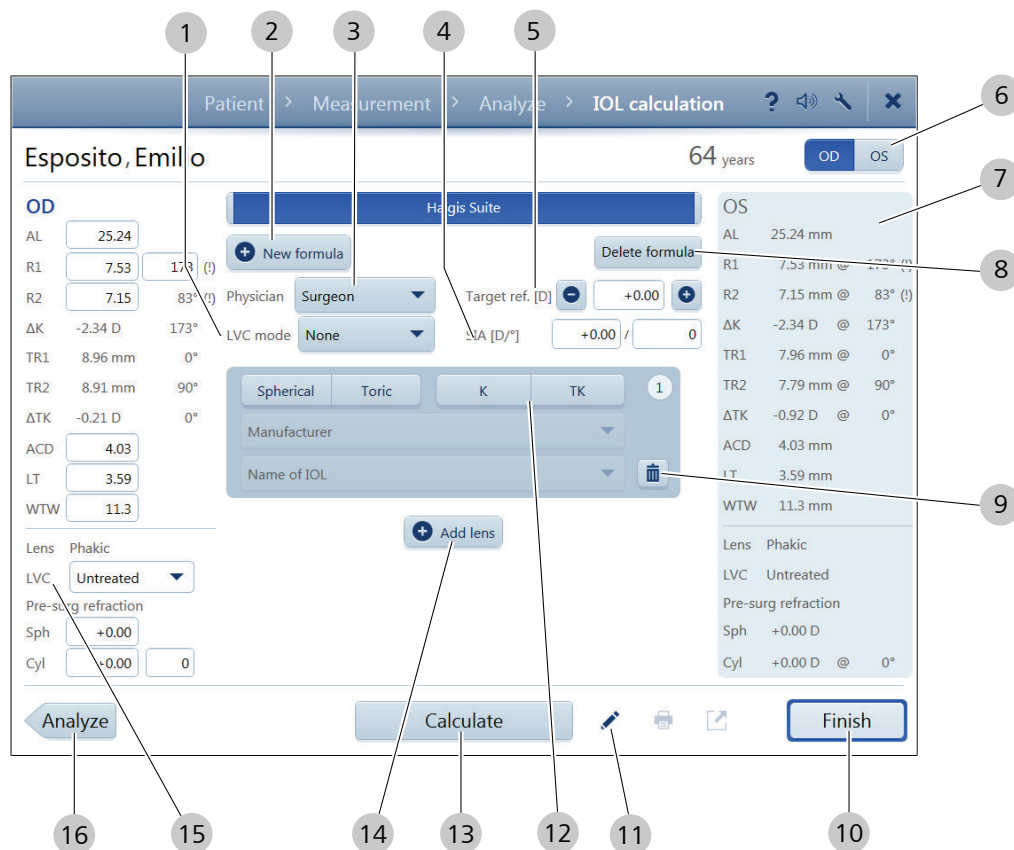 1 2 3 4 5
Patient > Measurement > Analyze > IOL calculation ?
6
Esposito, Emilio 64 years OD OS
7
OD Haigis Suite OS
AL 25.24 AL 25.24 mm
New formula Delete formula
R1 7.53 173 (!) R1 7.53 mm @ 173° (!)
8
R2 7.15 83° (!) Physician Surgeon Target ref. [D] +0.00 R2 7.15 mm @ 83° (!)
ΔK -2.34 D 173° LVC mode None SIA [D/°] +0.00 / 0 ΔK -2.34 D @ 173°
TR1 8.96 mm 0° TR1 7.96 mm @ 0°
TR2 8.91 mm 90° Spherical Toric K TK 1 TR2 7.79 mm @ 90°
ΔTK -0.21 D 0° Manufacturer ΔTK -0.92 D @ 0°
ACD 4.03 ACD 4.03 mm
LT 3.59 Name of IOL LT 3.59 mm
9
WTW 11.3 WTW 11.3 mm
Add lens
Lens Phakic Lens Phakic
LVC Untreated LVC Untreated
Pre-surg refraction Pre-surg refraction
Sph +0.00 Sph +0.00 D
Cyl +0.00 0 Cyl +0.00 D @ 0°
Analyze Calculate Finish
16 15 14 13 12 11 10